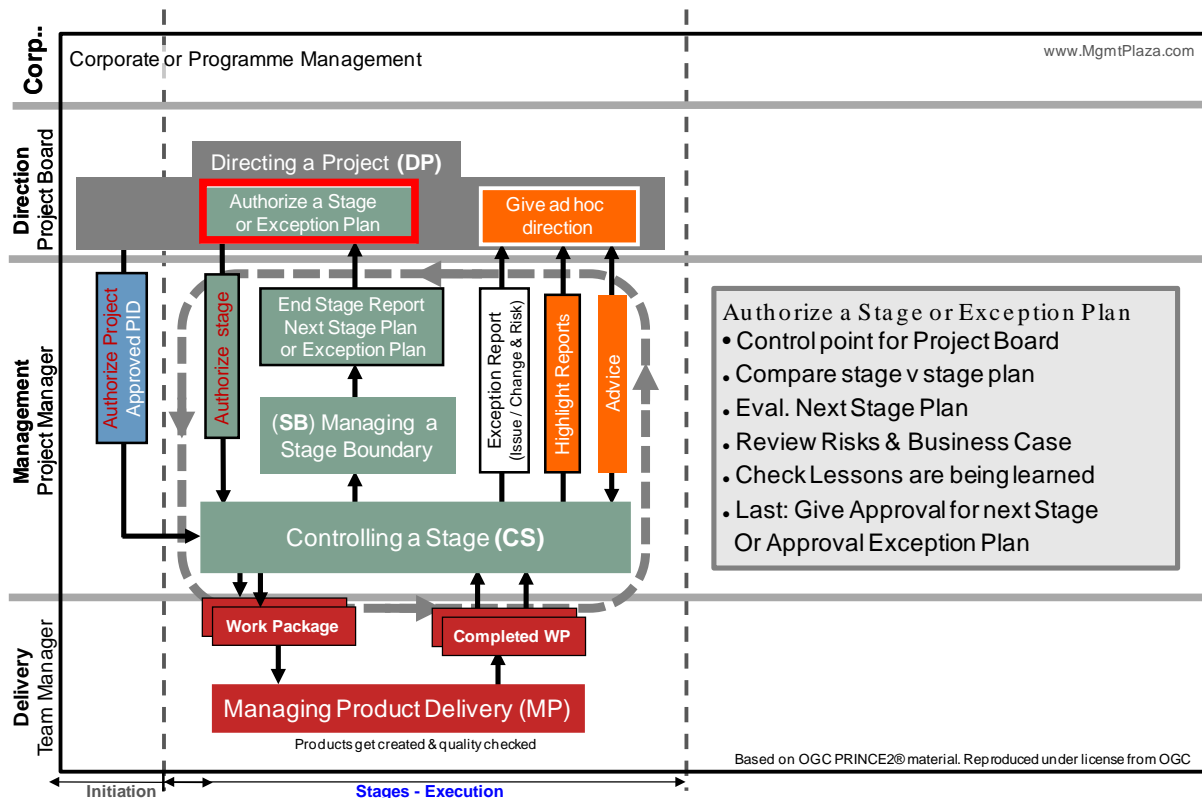 Corp..
Corporate or Programme Management
www.MgmtPlaza.com
Direction
Project Board
Directing a Project (DP)
Authorize a Stage
or Exception Plan
Give ad hoc
direction
Management
Project Manager
Authorize Project
Approved PID
Authorize stage
End Stage Report
Next Stage Plan
or Exception Plan
(SB) Managing a
Stage Boundary
Exception Report
(Issue / Change & Risk)
Highlight Reports
Advice
Controlling a Stage (CS)
Authorize a Stage or Exception Plan
• Control point for Project Board
• Compare stage v stage plan
• Eval. Next Stage Plan
• Review Risks & Business Case
• Check Lessons are being learned
• Last: Give Approval for next Stage
Or Approval Exception Plan
Delivery
Team Manager
Work Package
Completed WP
Managing Product Delivery (MP)
Products get created & quality checked
Based on OGC PRINCE2® material. Reproduced under license from OGC
Initiation
Stages - Execution